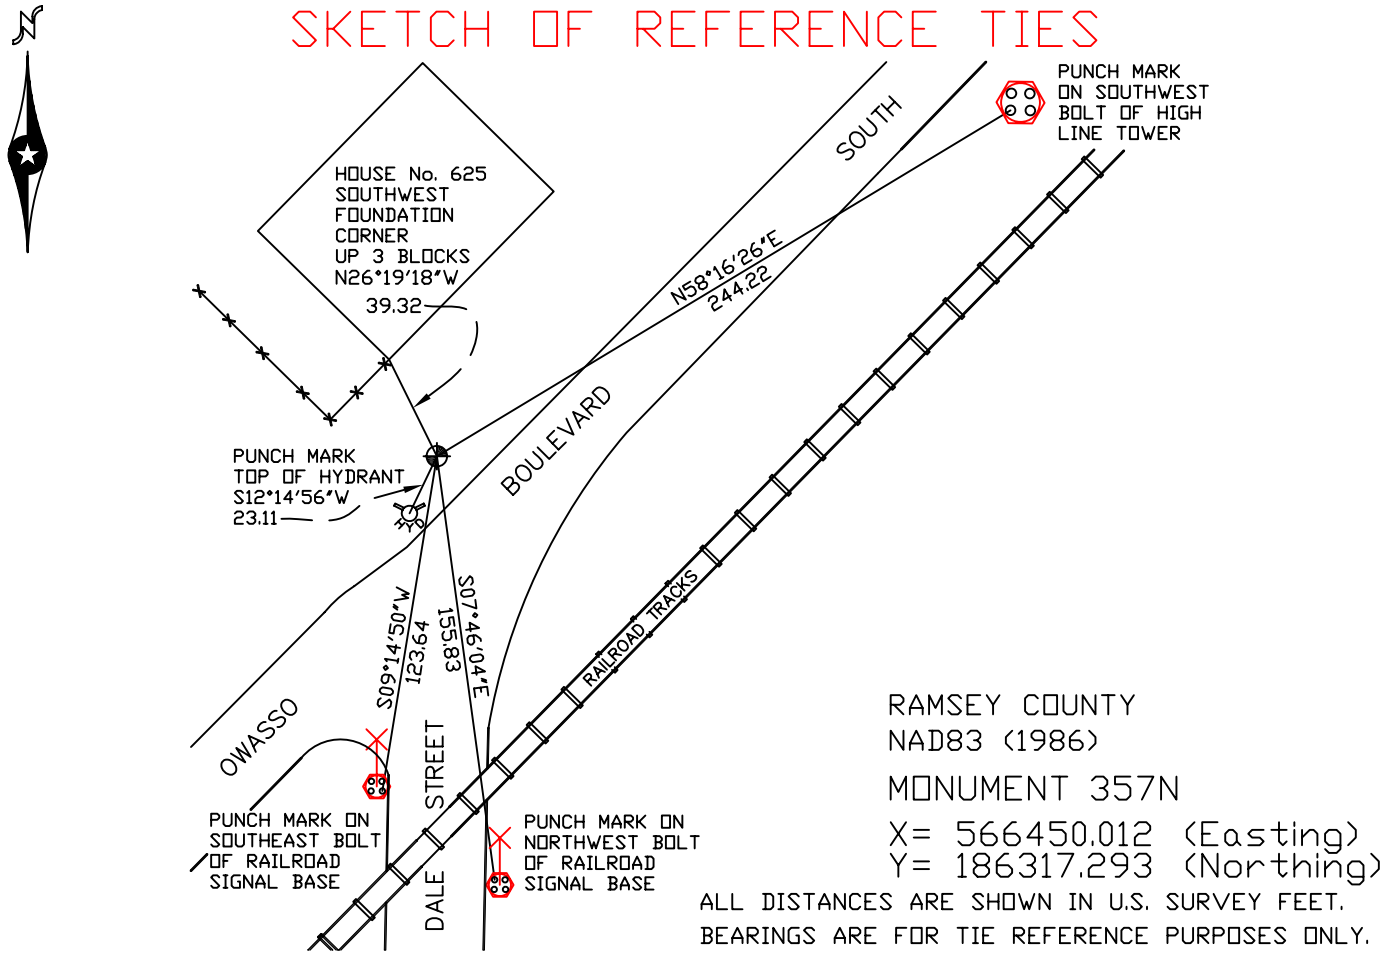 N
SKETCH OF REFERENCE TIES
PUNCH MARK
ON SOUTHWEST
BOLT OF HIGH
LINE TOWER
SOUTH
HOUSE No. 625
SOUTHWEST
FOUNDATION
CORNER
UP 3 BLOCKS
N26°19'18"W
39.32
N58°16'26"E
244.22
BOULEVARD
PUNCH MARK
TOP OF HYDRANT
S12°14'56"W
23.11
HYD
S09°14'50"W
123.64
S07°46'04"E
155.83
RAILROAD TRACKS
OWASSO
DALE STREET
PUNCH MARK ON
SOUTHEAST BOLT
OF RAILROAD
SIGNAL BASE
PUNCH MARK ON
NORTHWEST BOLT
OF RAILROAD
SIGNAL BASE
RAMSEY COUNTY
NAD83 (1986)
MONUMENT 357N
X= 566450.012 (Easting)
Y= 186317.293 (Northing)
ALL DISTANCES ARE SHOWN IN U.S. SURVEY FEET.
BEARINGS ARE FOR TIE REFERENCE PURPOSES ONLY.